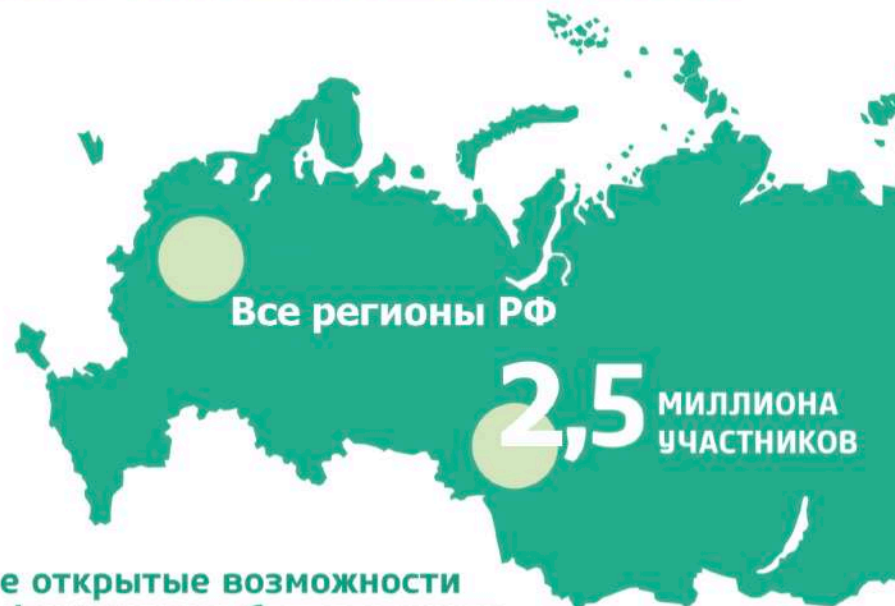 Все регионы РФ
2,5 МИЛЛИОНА
УЧАСТНИКОВ
е открытые возможности